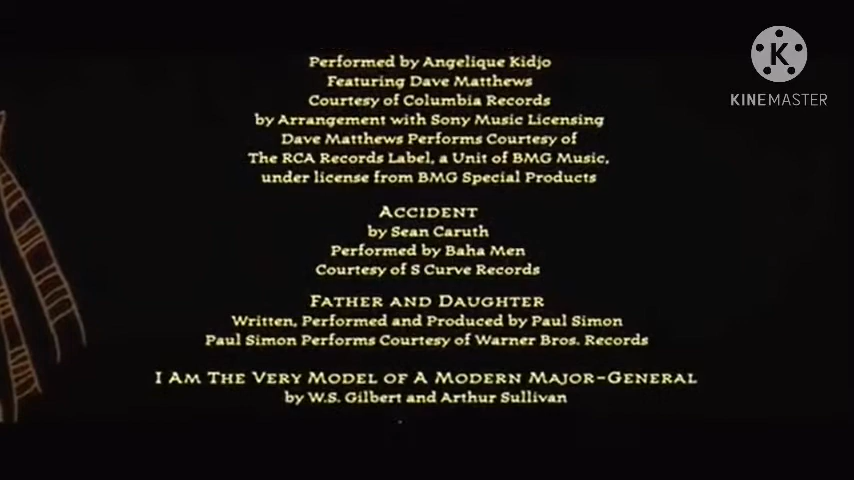 Performed by Angelique Kidjo
Featuring Dave Matthews
Courtesy of Columbia Records
by Arrangement with Sony Music Licensing
Dave Matthews Performs Courtesy of
The RCA Records Label, a Unit of BMG Music,
under license from BMG Special Products
ACCIDENT
by Sean Caruth
Performed by Baha Men
Courtesy of S Curve Records
FATHER AND DAUGHTER
Written, Performed and Produced by Paul Simon
Paul Simon Performs Courtesy of Warner Bros. Records
I AM THE VERY MODEL OF A MODERN MAJOR-GENERAL
by W.S. Gilbert and Arthur Sullivan
K
KINEMASTER